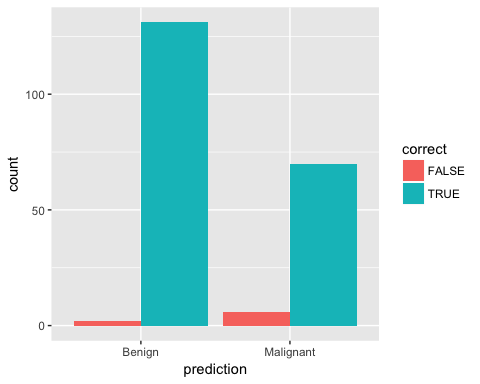 100
50
0
count
Benign
Malignant
prediction
correct
FALSE
TRUE